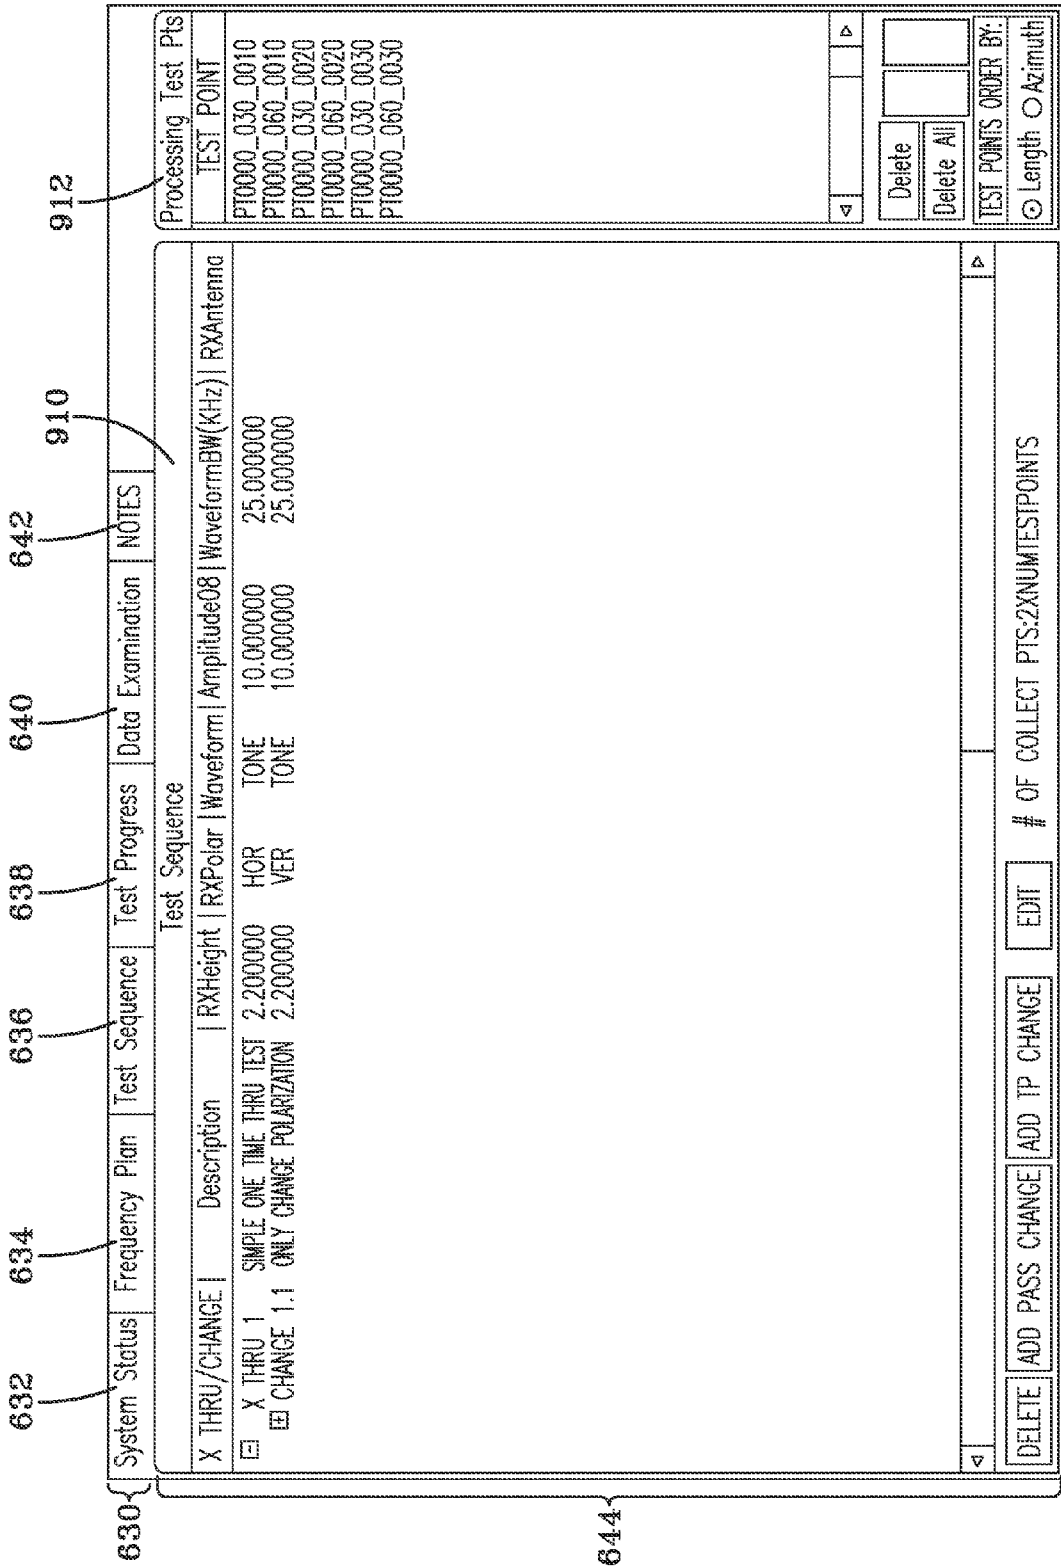 632 634 636 638 640 642
910 912
630
System Status Frequency Plan Test Sequence Test Progress Data Examination NOTES
644
Test Sequence
X THRU/CHANGE | Description | RXHeight | RXPolar | Waveform | Amplitude08 | WaveformBW(KHz) | RXAntenna
X THRU 1 SIMPLE ONE TIME THRU TEST 2.200000 HOR TONE 10.000000 25.000000
CHANGE 1.1 ONLY CHANGE POLARIZATION 2.200000 VER TONE 10.000000 25.000000
DELETE ADD PASS CHANGE ADD TP CHANGE EDIT # OF COLLECT PTS:2XNUMTESTPOINTS
Processing Test Pts
TEST POINT
PT0000_030_0010
PT0000_060_0010
PT0000_030_0020
PT0000_060_0020
PT0000_030_0030
PT0000_060_0030
Delete
Delete All
TEST POINTS ORDER BY:
Length Azimuth